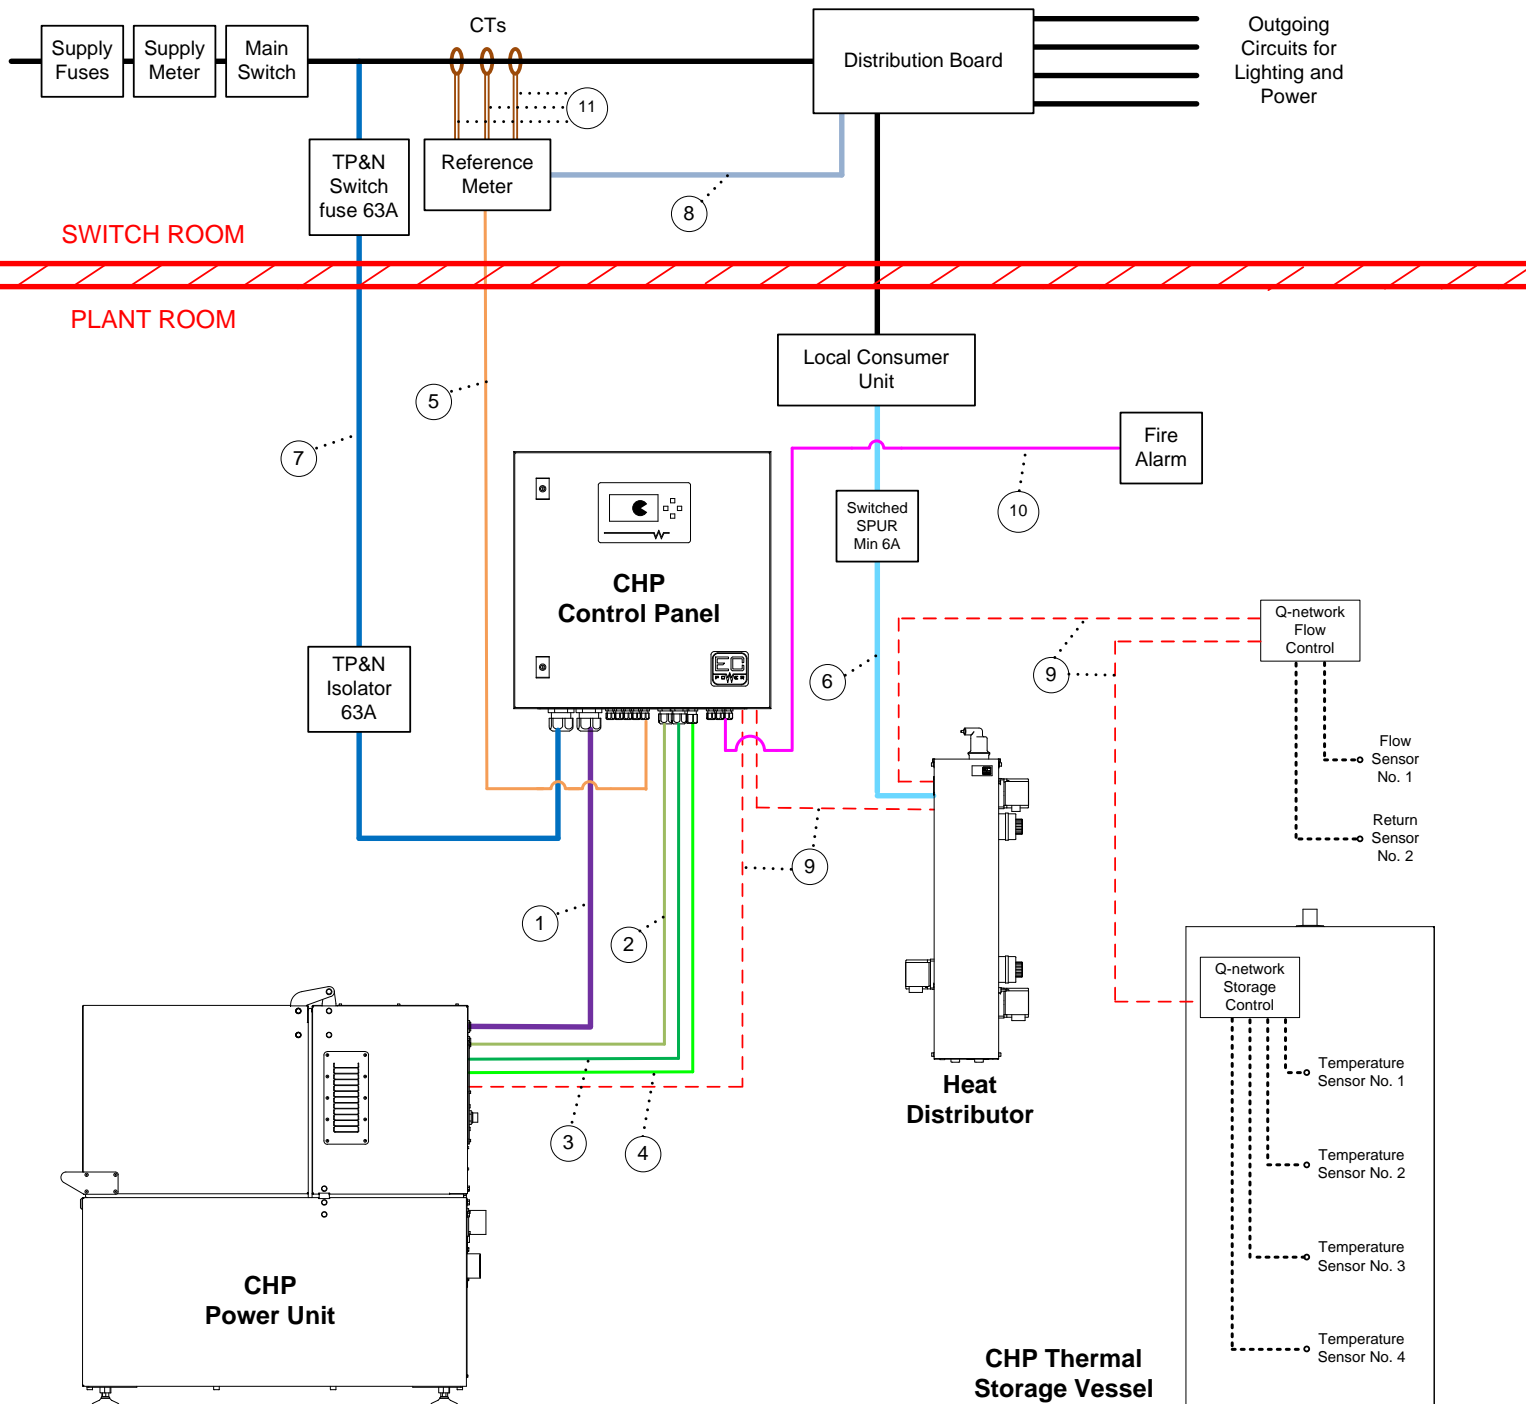 CTs
Supply
Fuses
Supply
Meter
Main
Switch
Distribution Board
Outgoing
Circuits for
Lighting and
Power
11
TP&N
Switch
fuse 63A
Reference
Meter
8
SWITCH ROOM
PLANT ROOM
Local Consumer
Unit
5
7
Fire
Alarm
10
Switched
SPUR
Min 6A
CHP
Control Panel
EC
POWER
TP&N
Isolator
63A
6
9
Q-network
Flow
Control
Flow
Sensor
No. 1
Return
Sensor
No. 2
9
1
2
Q-network
Storage
Control
Temperature
Sensor No. 1
Heat
Distributor
3
4
Temperature
Sensor No. 2
Temperature
Sensor No. 3
CHP
Power Unit
Temperature
Sensor No. 4
CHP Thermal
Storage Vessel